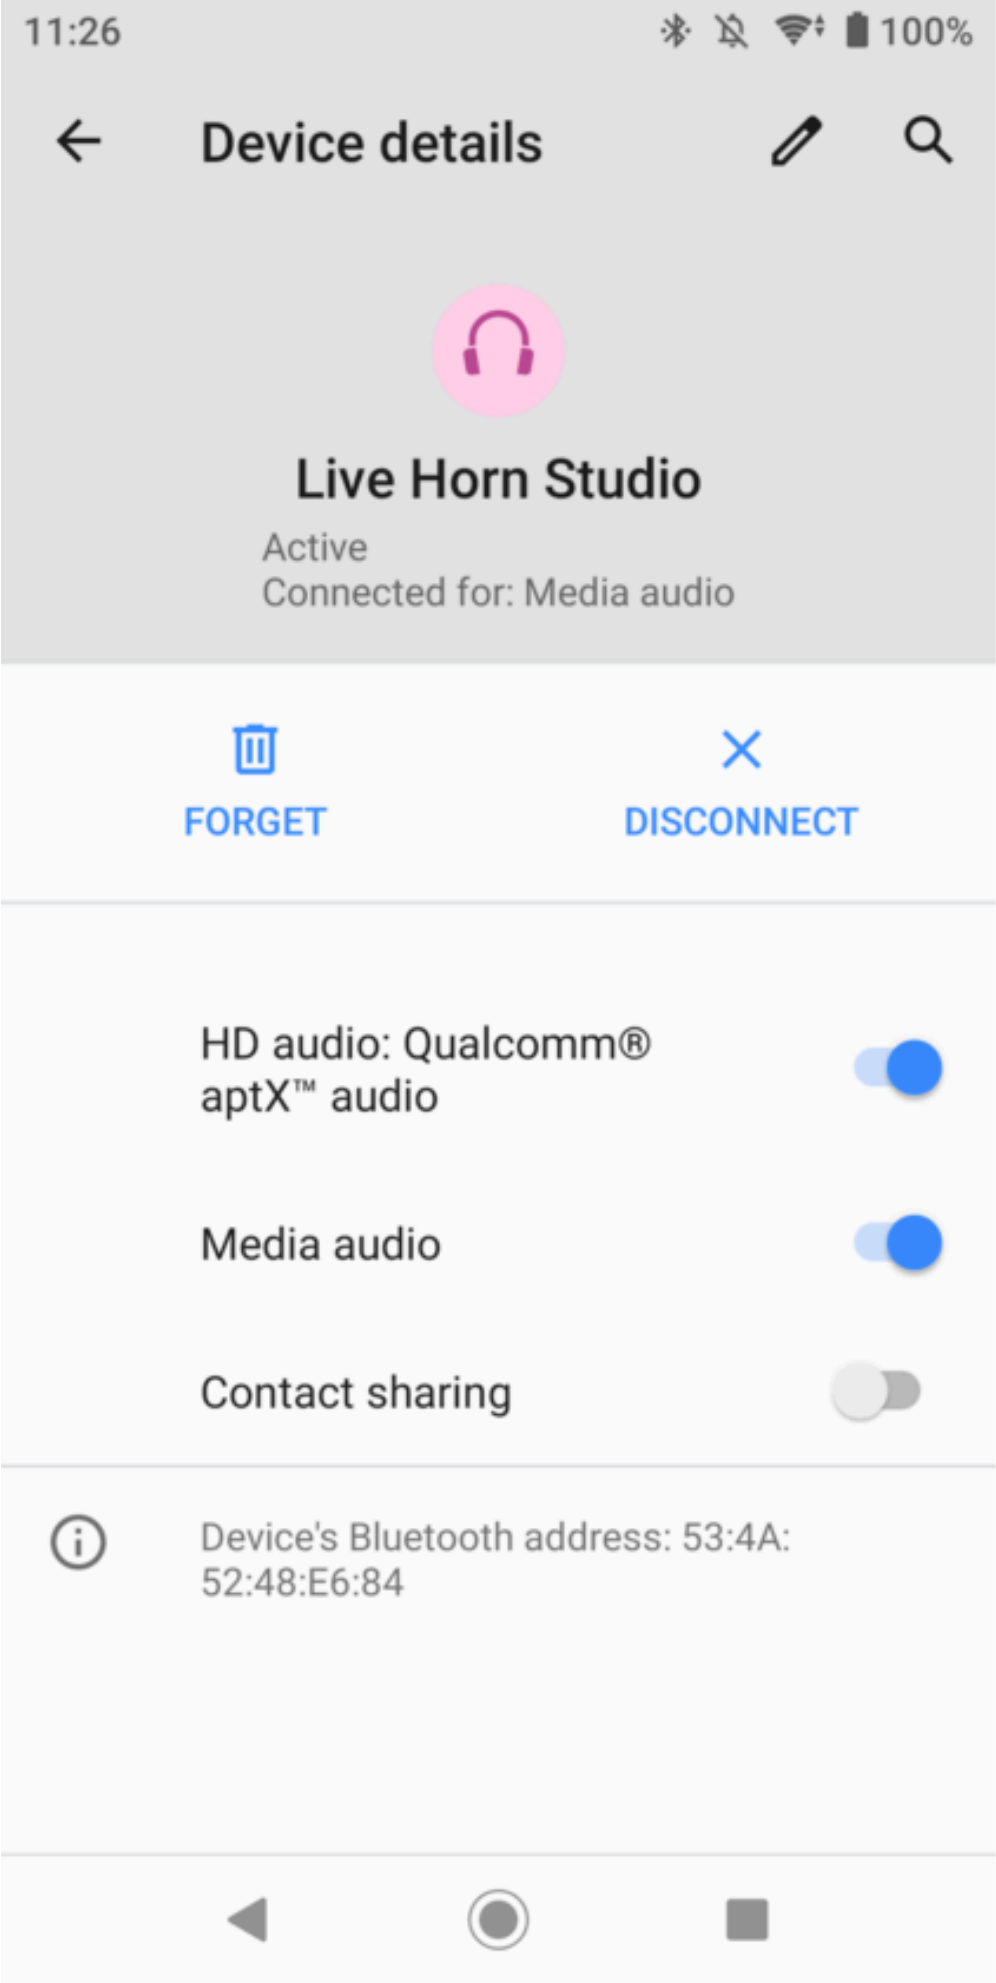 11:26
100%
Device details
Live Horn Studio
Active
Connected for: Media audio
FORGET
DISCONNECT
HD audio: Qualcomm®
aptX™ audio
Media audio
Contact sharing
Device's Bluetooth address: 53:4A:
52:48:E6:84